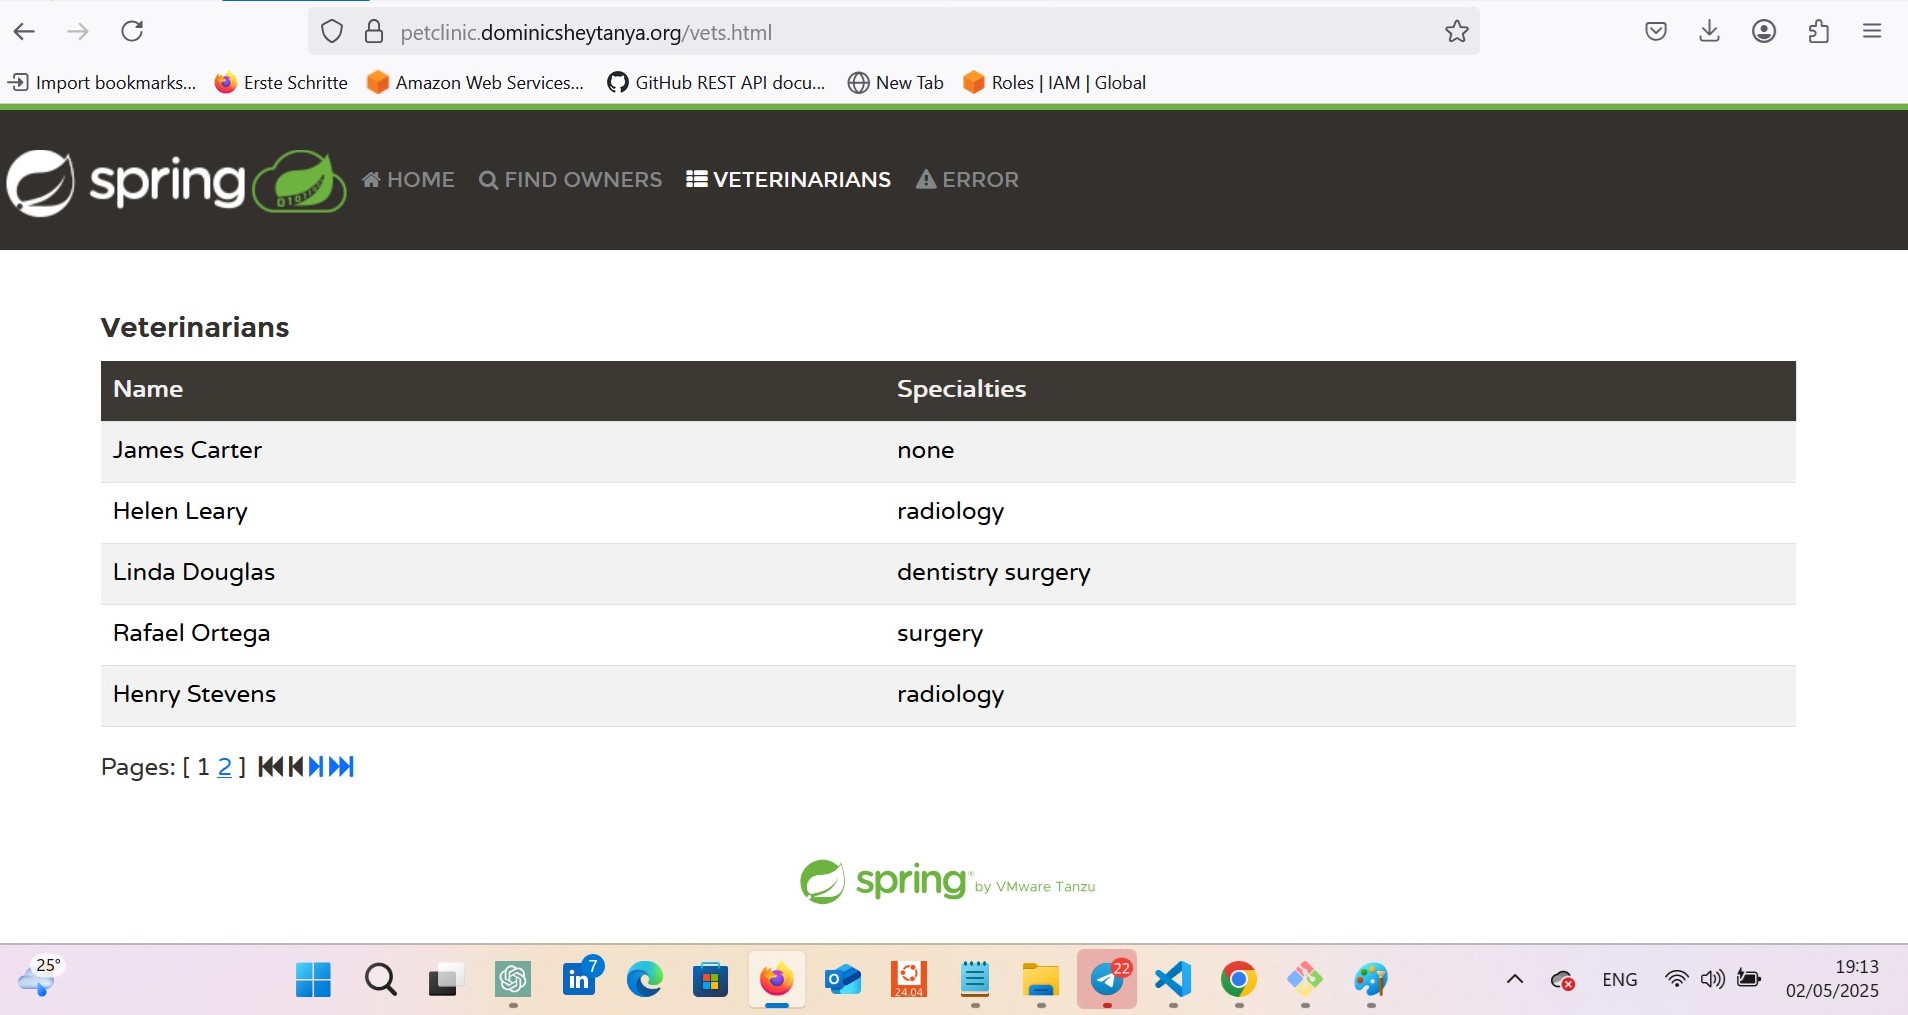 petclinic.dominicsheytanya.org/vets.html
Import bookmarks... Erste Schritte Amazon Web Services... GitHub REST API docu... New Tab Roles | IAM | Global
spring HOME FIND OWNERS VETERINARIANS ERROR
Veterinarians
Name Specialties
James Carter none
Helen Leary radiology
Linda Douglas dentistry surgery
Rafael Ortega surgery
Henry Stevens radiology
Pages: [ 1 2 ]
spring by VMware Tanzu
25°
in 7
24.04
22
ENG
19:13
02/05/2025